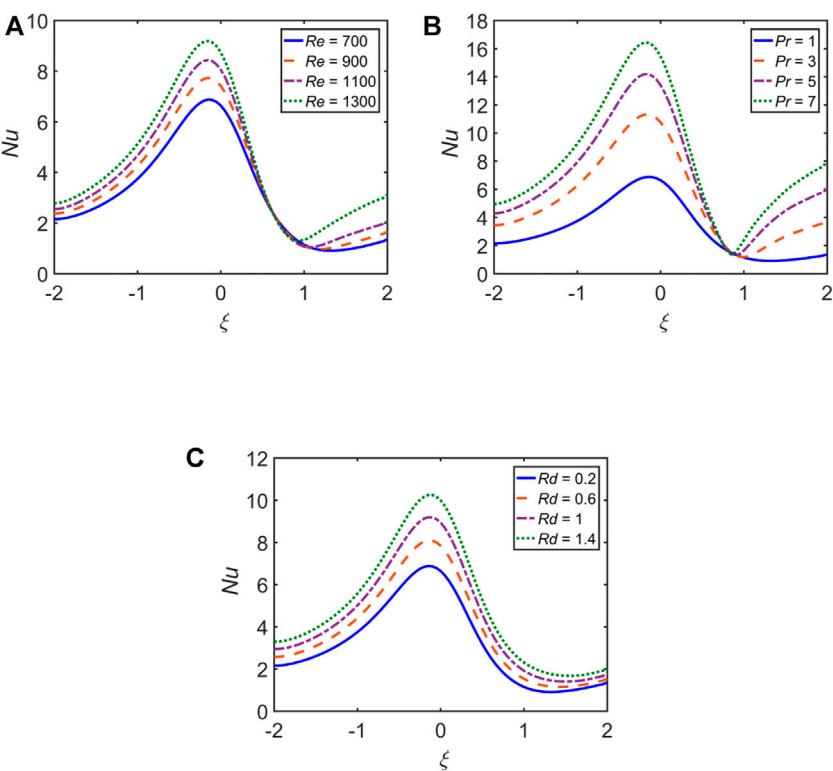 A
10
8
6
4
2
0
Nu
-2 -1 0 1 2
ξ
Re = 700
Re = 900
Re = 1100
Re = 1300
B
18
16
14
12
10
8
6
4
2
0
Nu
-2 -1 0 1 2
ξ
Pr = 1
Pr = 3
Pr = 5
Pr = 7
C
12
10
8
6
4
2
0
Nu
-2 -1 0 1 2
ξ
Rd = 0.2
Rd = 0.6
Rd = 1
Rd = 1.4